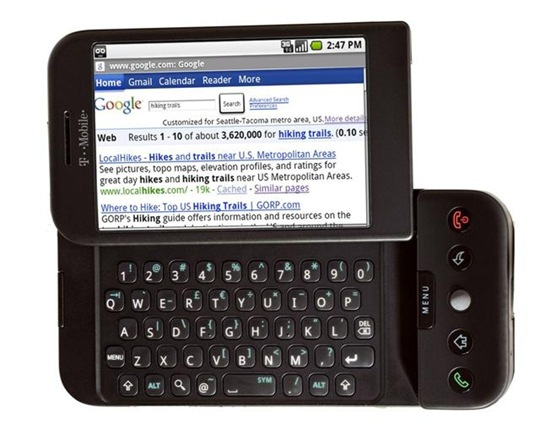 3G 2:47 PM
www.google.com: Google
Home Gmail Calendar Reader More
Google hiking trails Search Advanced Search
Preferences
Customized for Seattle-Tacoma metro area, US. More detail
Web Results 1 - 10 of about 3,620,000 for hiking trails. (0.10 se
LocalHikes - Hikes and trails near U.S. Metropolitan Areas
See pictures, topo maps, elevation profiles, and ratings for
great day hikes and hiking trails near US Metropolitan Areas.
www.localhikes.com/ - 19k - Cached - Similar pages
Where to Hike: Top US Hiking Trails | GORP.com
GORP's Hiking guide offers information and resources on the
T · Mobile·
MENU
1 ! 2 @ 3 # 4 $ 5 % 6 ^ 7 & 8 * 9 ( 0 )
Q W E R T Y U I O P
A S D F G H J K L DEL
MENU Z X C V B N M
ALT @ SYM ALT